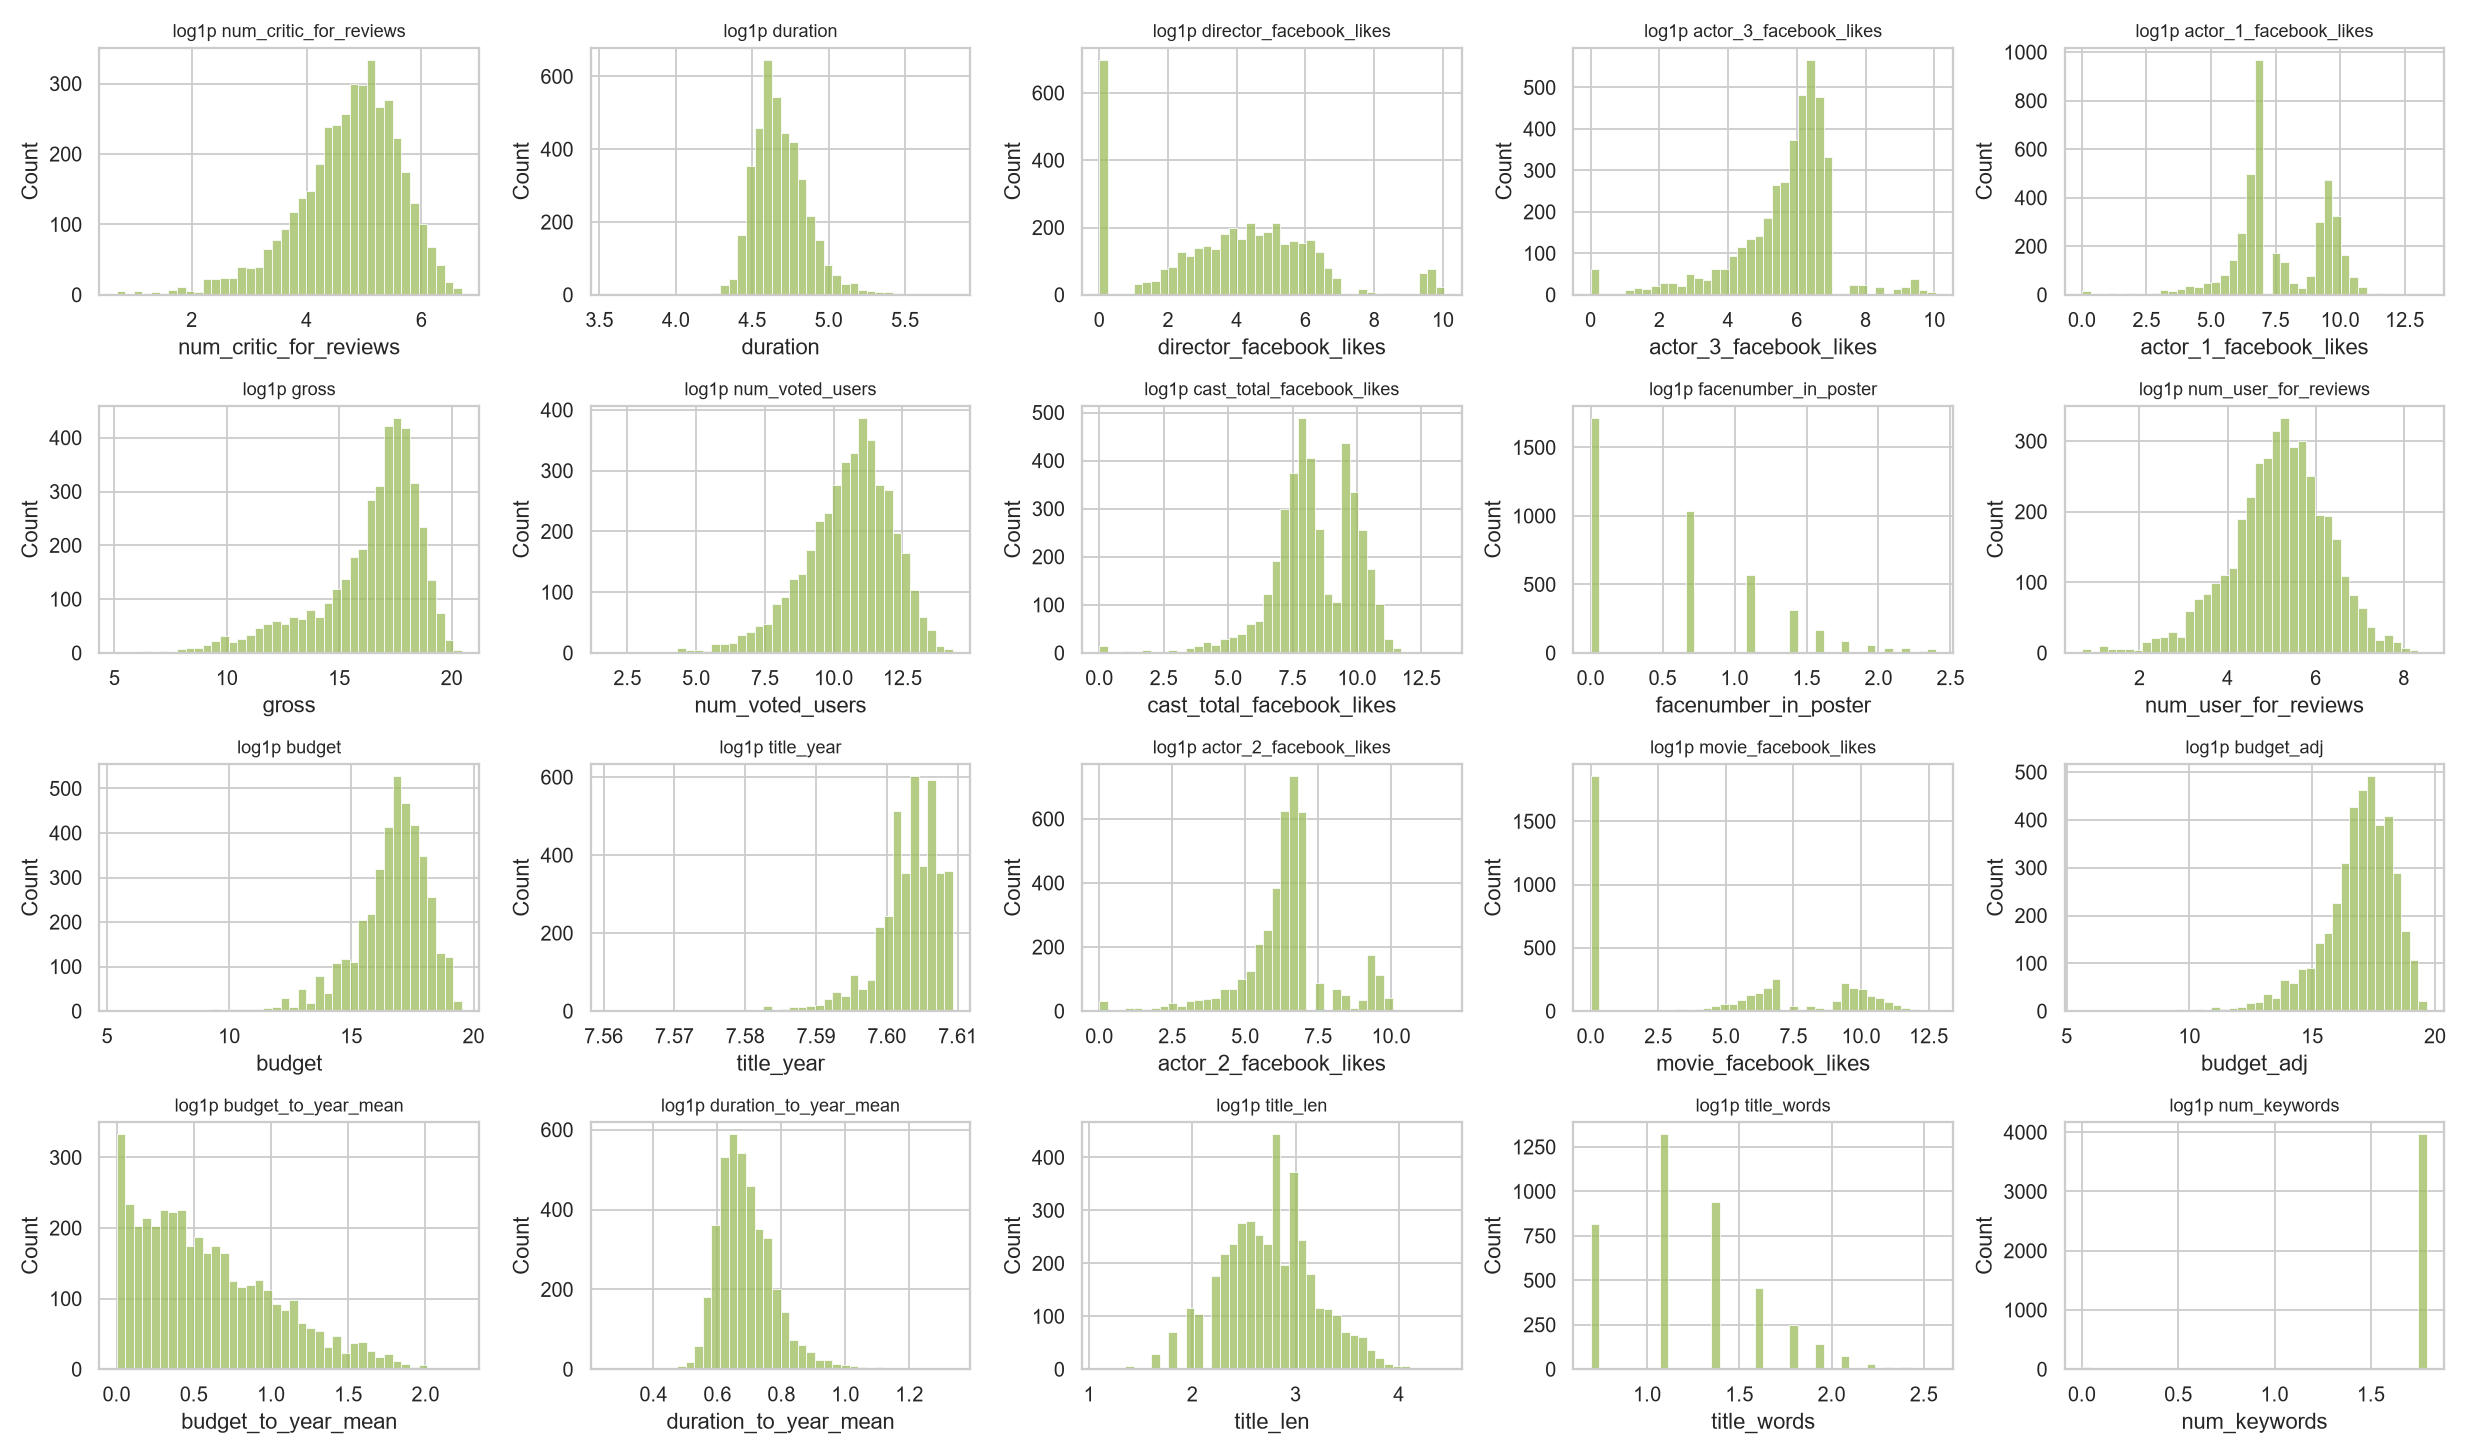 log1p num_critic_for_reviews
Count
300
200
100
0
2 4 6
num_critic_for_reviews
log1p duration
Count
600
400
200
0
3.5 4.0 4.5 5.0 5.5
duration
log1p director_facebook_likes
Count
600
400
200
0
0 2 4 6 8 10
director_facebook_likes
log1p actor_3_facebook_likes
Count
500
400
300
200
100
0
0 2 4 6 8 10
actor_3_facebook_likes
log1p actor_1_facebook_likes
Count
1000
800
600
400
200
0
0.0 2.5 5.0 7.5 10.0 12.5
actor_1_facebook_likes
log1p gross
Count
400
300
200
100
0
5 10 15 20
gross
log1p num_voted_users
Count
400
300
200
100
0
2.5 5.0 7.5 10.0 12.5
num_voted_users
log1p cast_total_facebook_likes
Count
500
400
300
200
100
0
0.0 2.5 5.0 7.5 10.0 12.5
cast_total_facebook_likes
log1p facenumber_in_poster
Count
1500
1000
500
0
0.0 0.5 1.0 1.5 2.0 2.5
facenumber_in_poster
log1p num_user_for_reviews
Count
300
200
100
0
2 4 6 8
num_user_for_reviews
log1p budget
Count
500
400
300
200
100
0
5 10 15 20
budget
log1p title_year
Count
600
400
200
0
7.56 7.57 7.58 7.59 7.60 7.61
title_year
log1p actor_2_facebook_likes
Count
600
400
200
0
0.0 2.5 5.0 7.5 10.0
actor_2_facebook_likes
log1p movie_facebook_likes
Count
1500
1000
500
0
0.0 2.5 5.0 7.5 10.0 12.5
movie_facebook_likes
log1p budget_adj
Count
500
400
300
200
100
0
5 10 15 20
budget_adj
log1p budget_to_year_mean
Count
300
200
100
0
0.0 0.5 1.0 1.5 2.0
budget_to_year_mean
log1p duration_to_year_mean
Count
600
400
200
0
0.4 0.6 0.8 1.0 1.2
duration_to_year_mean
log1p title_len
Count
400
300
200
100
0
1 2 3 4
title_len
log1p title_words
Count
1250
1000
750
500
250
0
1.0 1.5 2.0 2.5
title_words
log1p num_keywords
Count
4000
3000
2000
1000
0
0.0 0.5 1.0 1.5
num_keywords